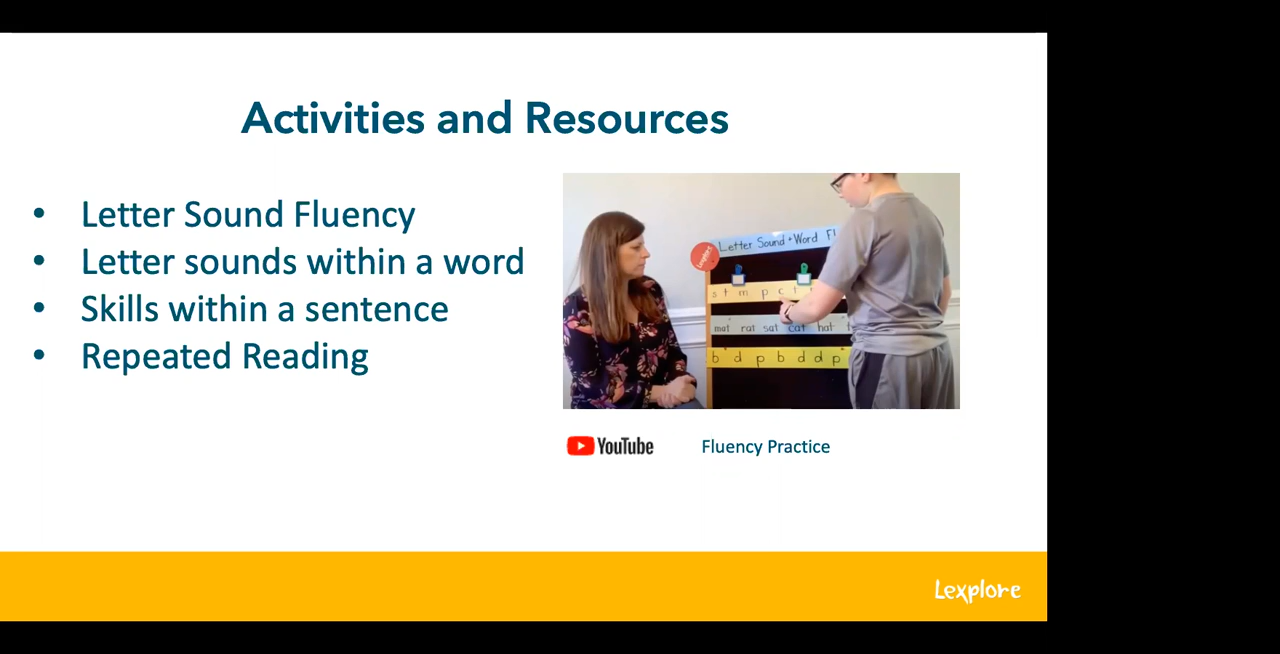 Activities and Resources
• Letter Sound Fluency
• Letter sounds within a word
• Skills within a sentence
• Repeated Reading
Lexplore
Letter Sound + Word
s t m p c t
mat rat sat cat hat
b d p b d d p
YouTube
Fluency Practice
Lexplore